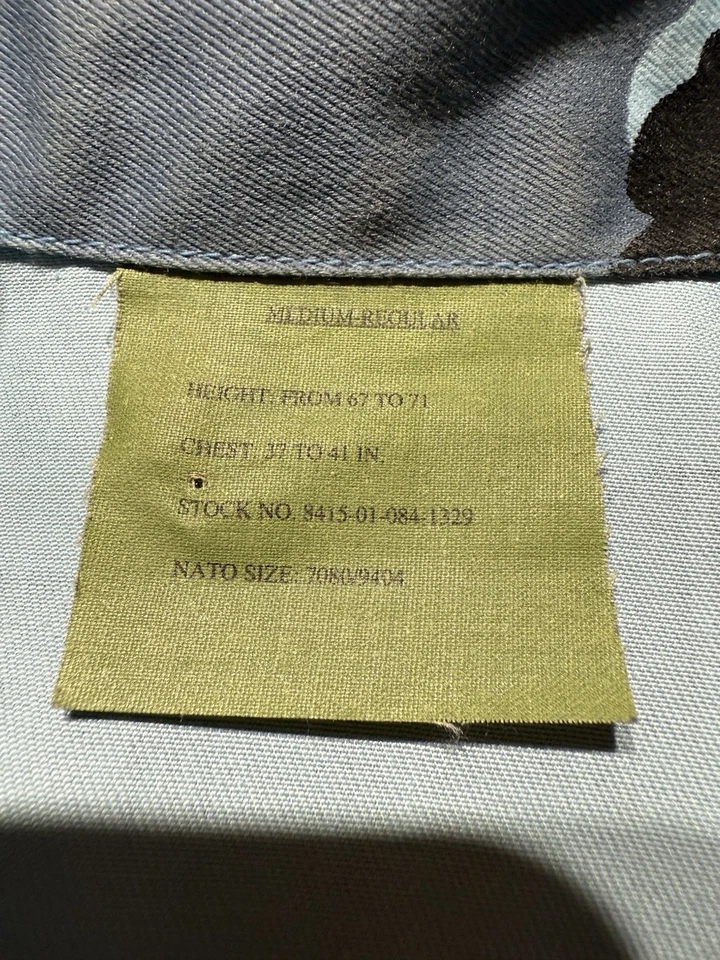 MEDIUM-REGULAR
HEIGHT: FROM 67 TO 71
CHEST: 37 TO 41 IN.
STOCK NO. 8415-01-084-1329
NATO SIZE: 7080/9404